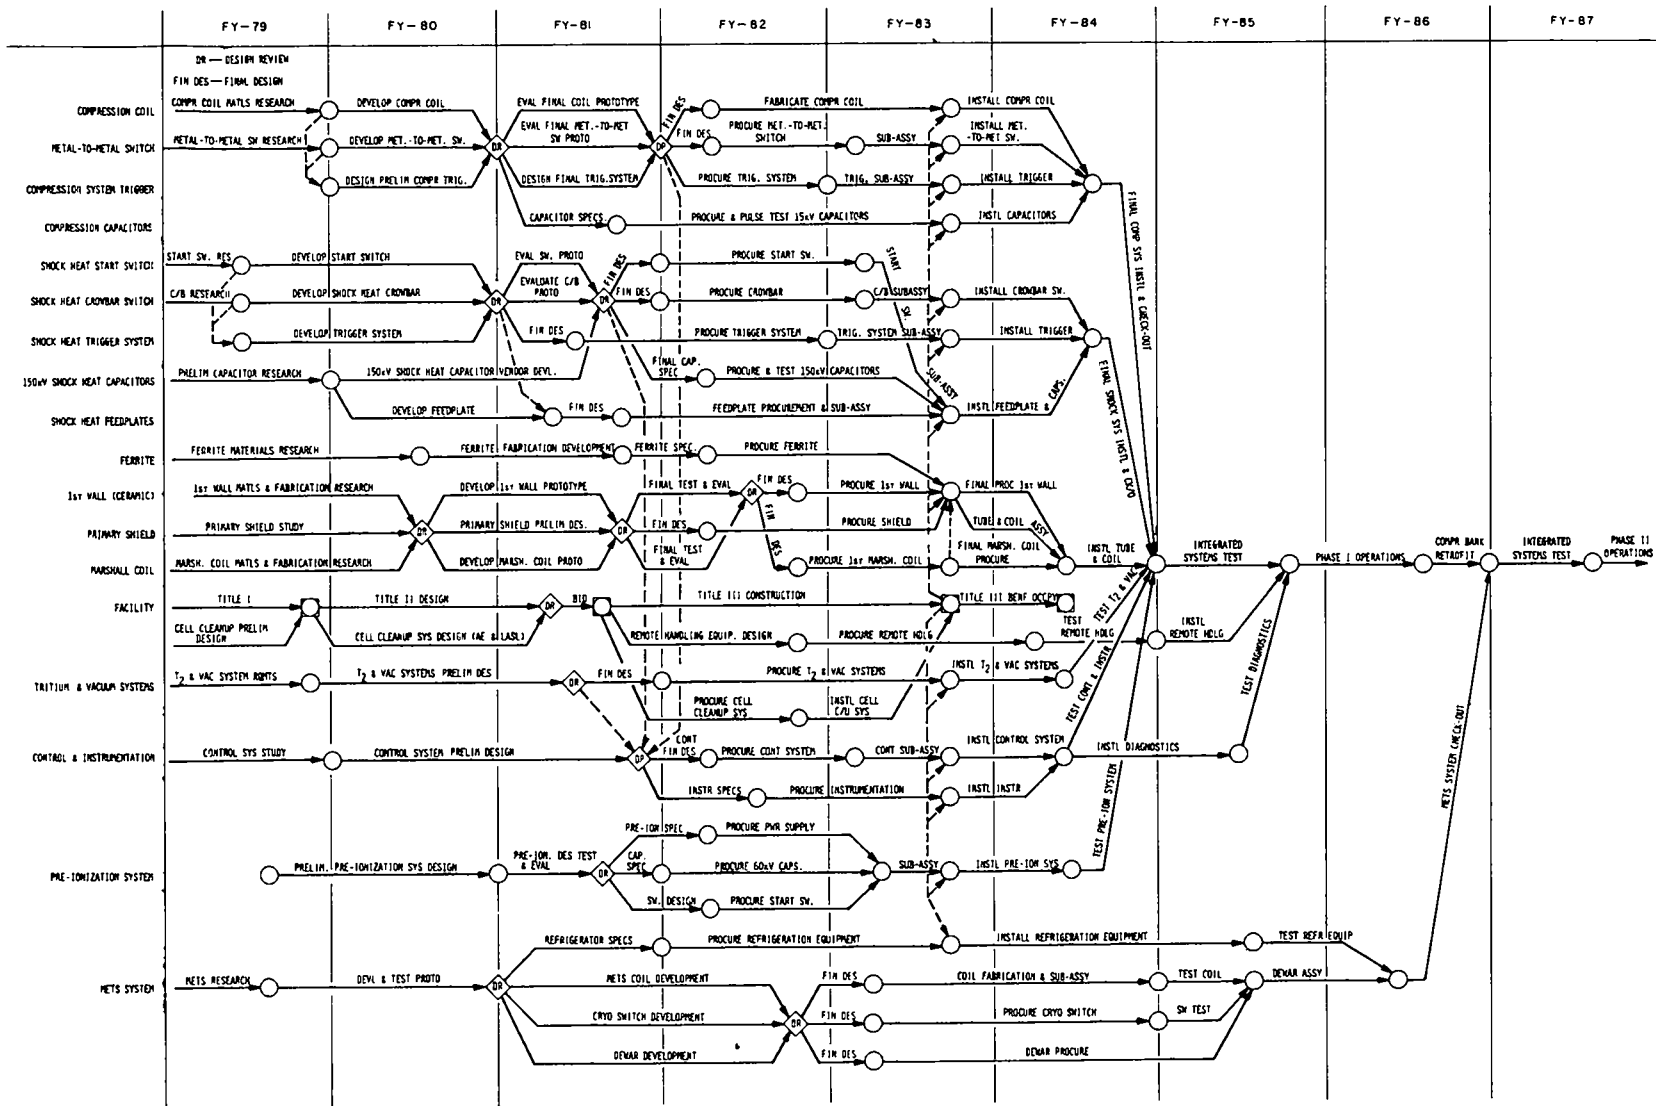 FY-79 FY-80 FY-81 FY-82 FY-83 FY-84 FY-85 FY-86 FY-87
DR — DESIGN REVIEW
FIN DES — FINAL DESIGN
COMPRESSION COIL
COMPR COIL MATLS RESEARCH
DEVELOP COMPR COIL
EVAL FINAL COIL PROTOTYPE
FIN DES
FABRICATE COMPR COIL
INSTALL COMPR COIL
METAL-TO-METAL SWITCH
METAL-TO-METAL SW RESEARCH
DEVELOP MET.-TO-MET. SW.
DR
EVAL FINAL MET.-TO-MET
SW PROTO
DR
FIN DES
PROCURE MET.-TO-MET.
SWITCH
SUB-ASSY
INSTALL MET.
-TO-MET SW.
COMPRESSION SYSTEM TRIGGER
DESIGN PRELIM COMPR TRIG.
DESIGN FINAL TRIG.SYSTEM
PROCURE TRIG. SYSTEM
TRIG. SUB-ASSY
INSTALL TRIGGER
COMPRESSION CAPACITORS
CAPACITOR SPECS.
PROCURE & PULSE TEST 15KV CAPACITORS
INSTL CAPACITORS
FINAL COMP SYS INSTL & CHECK-OUT
SHOCK HEAT START SWITCH
START SW. RES
DEVELOP START SWITCH
EVAL SW. PROTO
FIN DES
PROCURE START SW.
START
SW.
SUB-ASSY
SHOCK HEAT CROWBAR SWITCH
C/B RESEARCH
DEVELOP SHOCK HEAT CROWBAR
DR
EVALUATE C/B
PROTO
DR
FIN DES
PROCURE CROWBAR
C/B SUBASSY
INSTALL CROWBAR SW.
SHOCK HEAT TRIGGER SYSTEM
DEVELOP TRIGGER SYSTEM
FIN DES
PROCURE TRIGGER SYSTEM
TRIG. SYSTEM SUB-ASSY
INSTALL TRIGGER
150KV SHOCK HEAT CAPACITORS
PRELIM CAPACITOR RESEARCH
150KV SHOCK HEAT CAPACITOR VENDOR DEVL.
FINAL CAP.
SPEC
PROCURE & TEST 150KV CAPACITORS
SHOCK HEAT FEEDPLATES
DEVELOP FEEDPLATE
FIN DES
FEEDPLATE PROCUREMENT & SUB-ASSY
INSTL FEEDPLATE &
CAPS.
FINAL SHOCK SYS INSTL & CK/O
FERRITE
FERRITE MATERIALS RESEARCH
FERRITE FABRICATION DEVELOPMENT
FERRITE SPEC.
PROCURE FERRITE
1ST WALL (CERAMIC)
1ST WALL MATLS & FABRICATION RESEARCH
DEVELOP 1ST WALL PROTOTYPE
FINAL TEST & EVAL
DR
FIN DES
PROCURE 1ST WALL
FINAL PROC 1ST WALL
PRIMARY SHIELD
PRIMARY SHIELD STUDY
DR
PRIMARY SHIELD PRELIM DES.
DR
FIN DES
FIN
DES
PROCURE SHIELD
TUBE & COIL
ASSY
MARSHALL COIL
MARSH. COIL MATLS & FABRICATION RESEARCH
DEVELOP MARSH. COIL PROTO
FINAL TEST
& EVAL
PROCURE 1ST MARSH. COIL
FINAL MARSH. COIL
PROCURE
INSTL TUBE
& COIL
INTEGRATED
SYSTEMS TEST
PHASE I OPERATIONS
COMPR BANK
RETROFIT
INTEGRATED
SYSTEMS TEST
PHASE II
OPERATIONS
FACILITY
TITLE I
TITLE II DESIGN
DR
BID
TITLE III CONSTRUCTION
TITLE III BENF OCCPY
CELL CLEANUP PRELIM
DESIGN
CELL CLEANUP SYS DESIGN (AE & LASL)
REMOTE HANDLING EQUIP. DESIGN
PROCURE REMOTE HDLG
TEST
REMOTE HDLG
INSTL
REMOTE HDLG
TEST T2 & VAC
TRITIUM & VACUUM SYSTEMS
T2 & VAC SYSTEM RQMTS
T2 & VAC SYSTEMS PRELIM DES
DR
FIN DES
PROCURE T2 & VAC SYSTEMS
INSTL T2 & VAC SYSTEMS
PROCURE CELL
CLEANUP SYS
INSTL CELL
C/U SYS
TEST CONT & INSTR
TEST DIAGNOSTICS
CONTROL & INSTRUMENTATION
CONTROL SYS STUDY
CONTROL SYSTEM PRELIM DESIGN
DR
CONT
FIN DES
PROCURE CONT SYSTEM
CONT SUB-ASSY
INSTL CONTROL SYSTEM
INSTL DIAGNOSTICS
INSTR SPECS
PROCURE INSTRUMENTATION
INSTL INSTR
TEST PRE-ION SYSTEM
METS SYSTEM CHECK-OUT
PRE-ION SPEC
PROCURE PWR SUPPLY
PRE-IONIZATION SYSTEM
PRELIM. PRE-IONIZATION SYS DESIGN
PRE-ION. DES TEST
& EVAL
DR
CAP.
SPEC
PROCURE 60KV CAPS.
SUB-ASSY
INSTL PRE-ION SYS
SW. DESIGN
PROCURE START SW.
REFRIGERATOR SPECS
PROCURE REFRIGERATION EQUIPMENT
INSTALL REFRIGERATION EQUIPMENT
TEST REFR EQUIP
METS SYSTEM
METS RESEARCH
DEVL & TEST PROTO
DR
METS COIL DEVELOPMENT
FIN DES
COIL FABRICATION & SUB-ASSY
TEST COIL
DEWAR ASSY
CRYO SWITCH DEVELOPMENT
DR
FIN DES
PROCURE CRYO SWITCH
SW TEST
DEWAR DEVELOPMENT
FIN DES
DEWAR PROCURE